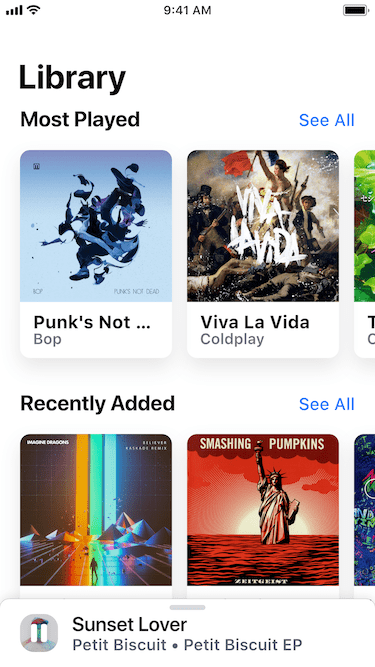 9:41 AM
Library
Most Played
See All
BOP
PUNK'S NOT DEAD
VIVA
LA VIDA
Punk's Not ...
Bop
Viva La Vida
Coldplay
Recently Added
See All
IMAGINE DRAGONS
BELIEVER
KASKADE REMIX
SMASHING PUMPKINS
ZEITGEIST
Sunset Lover
Petit Biscuit • Petit Biscuit EP